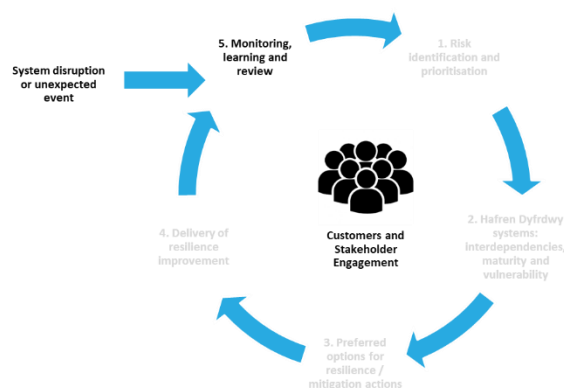 5. Monitoring,
learning and
review
1. Risk
identification and
prioritisation
System disruption
or unexpected
event
2. Hafren Dyfrdwy
systems:
interdependencies,
maturity and
vulnerability
4. Delivery of
resilience
improvement
Customers and
Stakeholder
Engagement
3. Preferred
options for
resilience /
mitigation actions